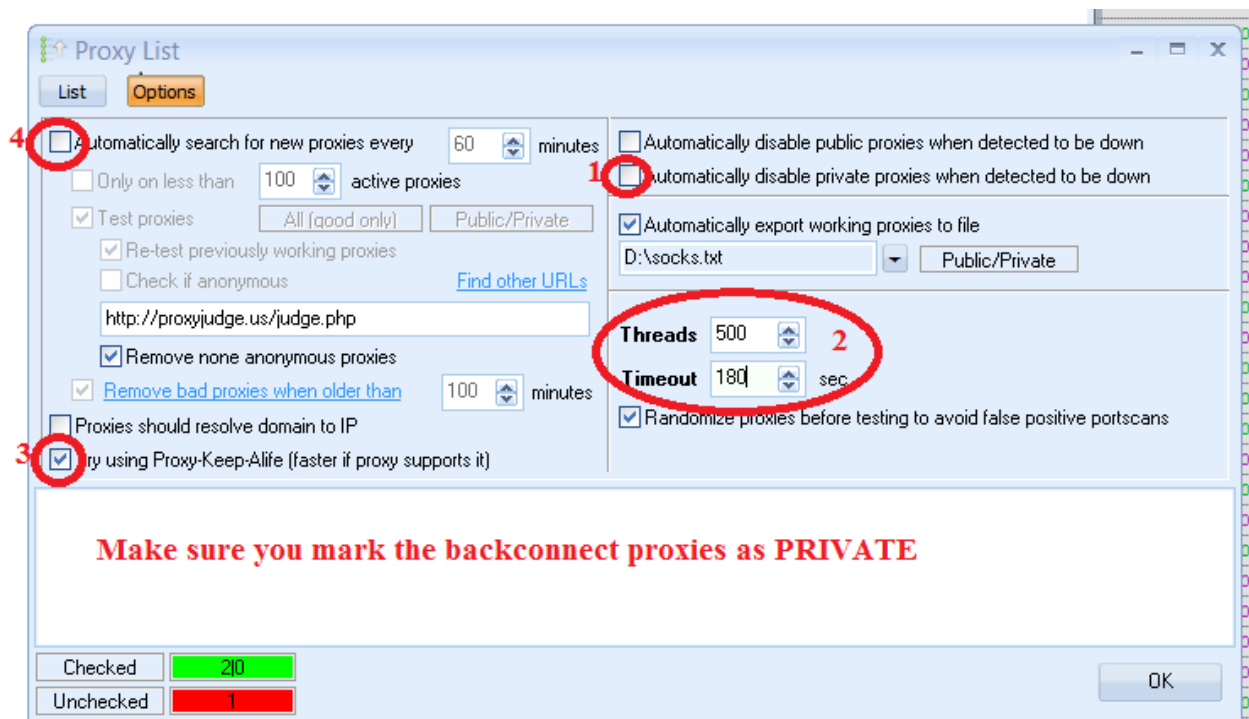 Proxy List
List Options
4 Automatically search for new proxies every 60 minutes
Only on less than 100 active proxies
Test proxies All (good only) Public/Private
Re-test previously working proxies
Check if anonymous Find other URLs
http://proxyjudge.us/judge.php
Remove none anonymous proxies
Remove bad proxies when older than 100 minutes
Proxies should resolve domain to IP
3 Try using Proxy-Keep-Alife (faster if proxy supports it)
Automatically disable public proxies when detected to be down
1 Automatically disable private proxies when detected to be down
Automatically export working proxies to file
D:\socks.txt Public/Private
Threads 500 2
Timeout 180 sec
Randomize proxies before testing to avoid false positive portscans
Make sure you mark the backconnect proxies as PRIVATE
Checked 2|0
Unchecked 1
OK